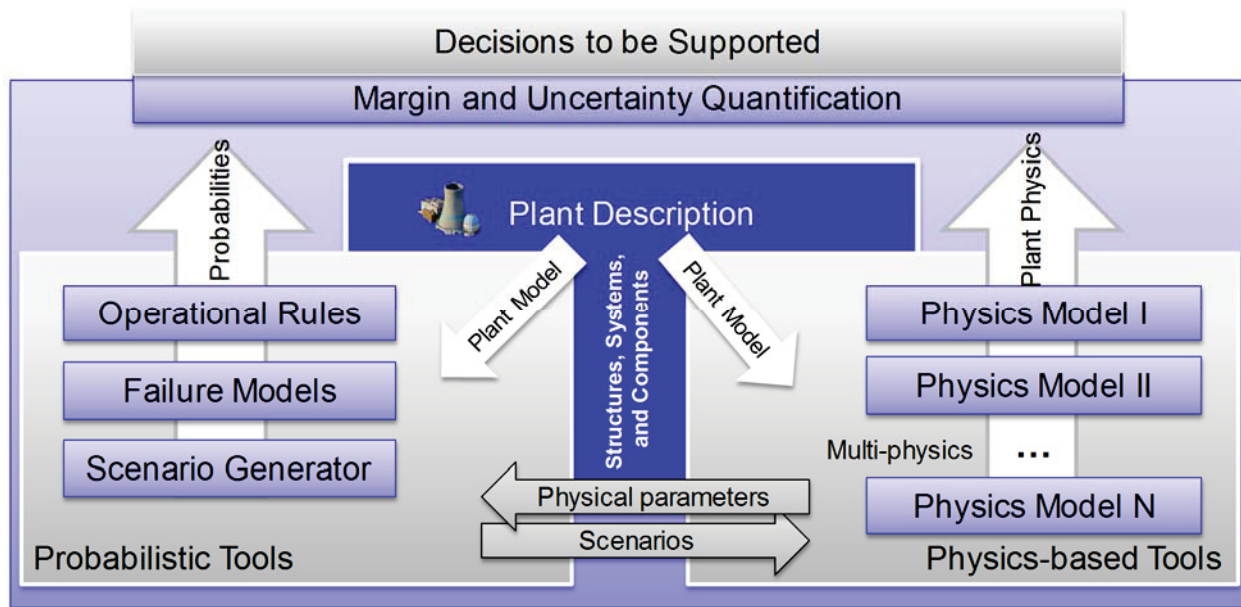 Decisions to be Supported
Margin and Uncertainty Quantification
Probabilities
Plant Physics
Plant Description
Plant Model
Plant Model
Structures, Systems,
and Components
Operational Rules
Failure Models
Scenario Generator
Physics Model I
Physics Model II
Multi-physics ...
Physics Model N
Physical parameters
Scenarios
Probabilistic Tools
Physics-based Tools